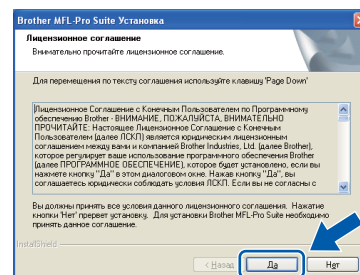 Brother MFL-Pro Suite Установка
Лицензионное соглашение
Внимательно прочитайте лицензионное соглашение.
Для перемещения по тексту соглашения используйте клавишу 'Page Down'
Лицензионное Соглашение с Конечным Пользователем по Программному
обеспечению Brother - ВНИМАНИЕ, ПОЖАЛУЙСТА, ВНИМАТЕЛЬНО
ПРОЧИТАЙТЕ: Настоящее Лицензионное Соглашение с Конечным
Пользователем (далее ЛСКП) является юридическим лицензионным
соглашением между вами и компанией Brother Industries, Ltd. (далее Brother),
которое регулирует ваше использование программного обеспечения Brother
(далее ПРОГРАММНОЕ ОБЕСПЕЧЕНИЕ), которое будет установлено, если вы
нажмете кнопку "Да" в этом диалоговом окне. Нажав кнопку "Да", вы
соглашаетесь юридически соблюдать условия ЛСКП. Если вы не согласны с
Вы должны принять все условия данного лицензионного соглашения. Нажатие
кнопки 'Нет' прервет установку. Для установки Brother MFL-Pro Suite необходимо
принять данное соглашение.
InstallShield
< Назад Да Нет